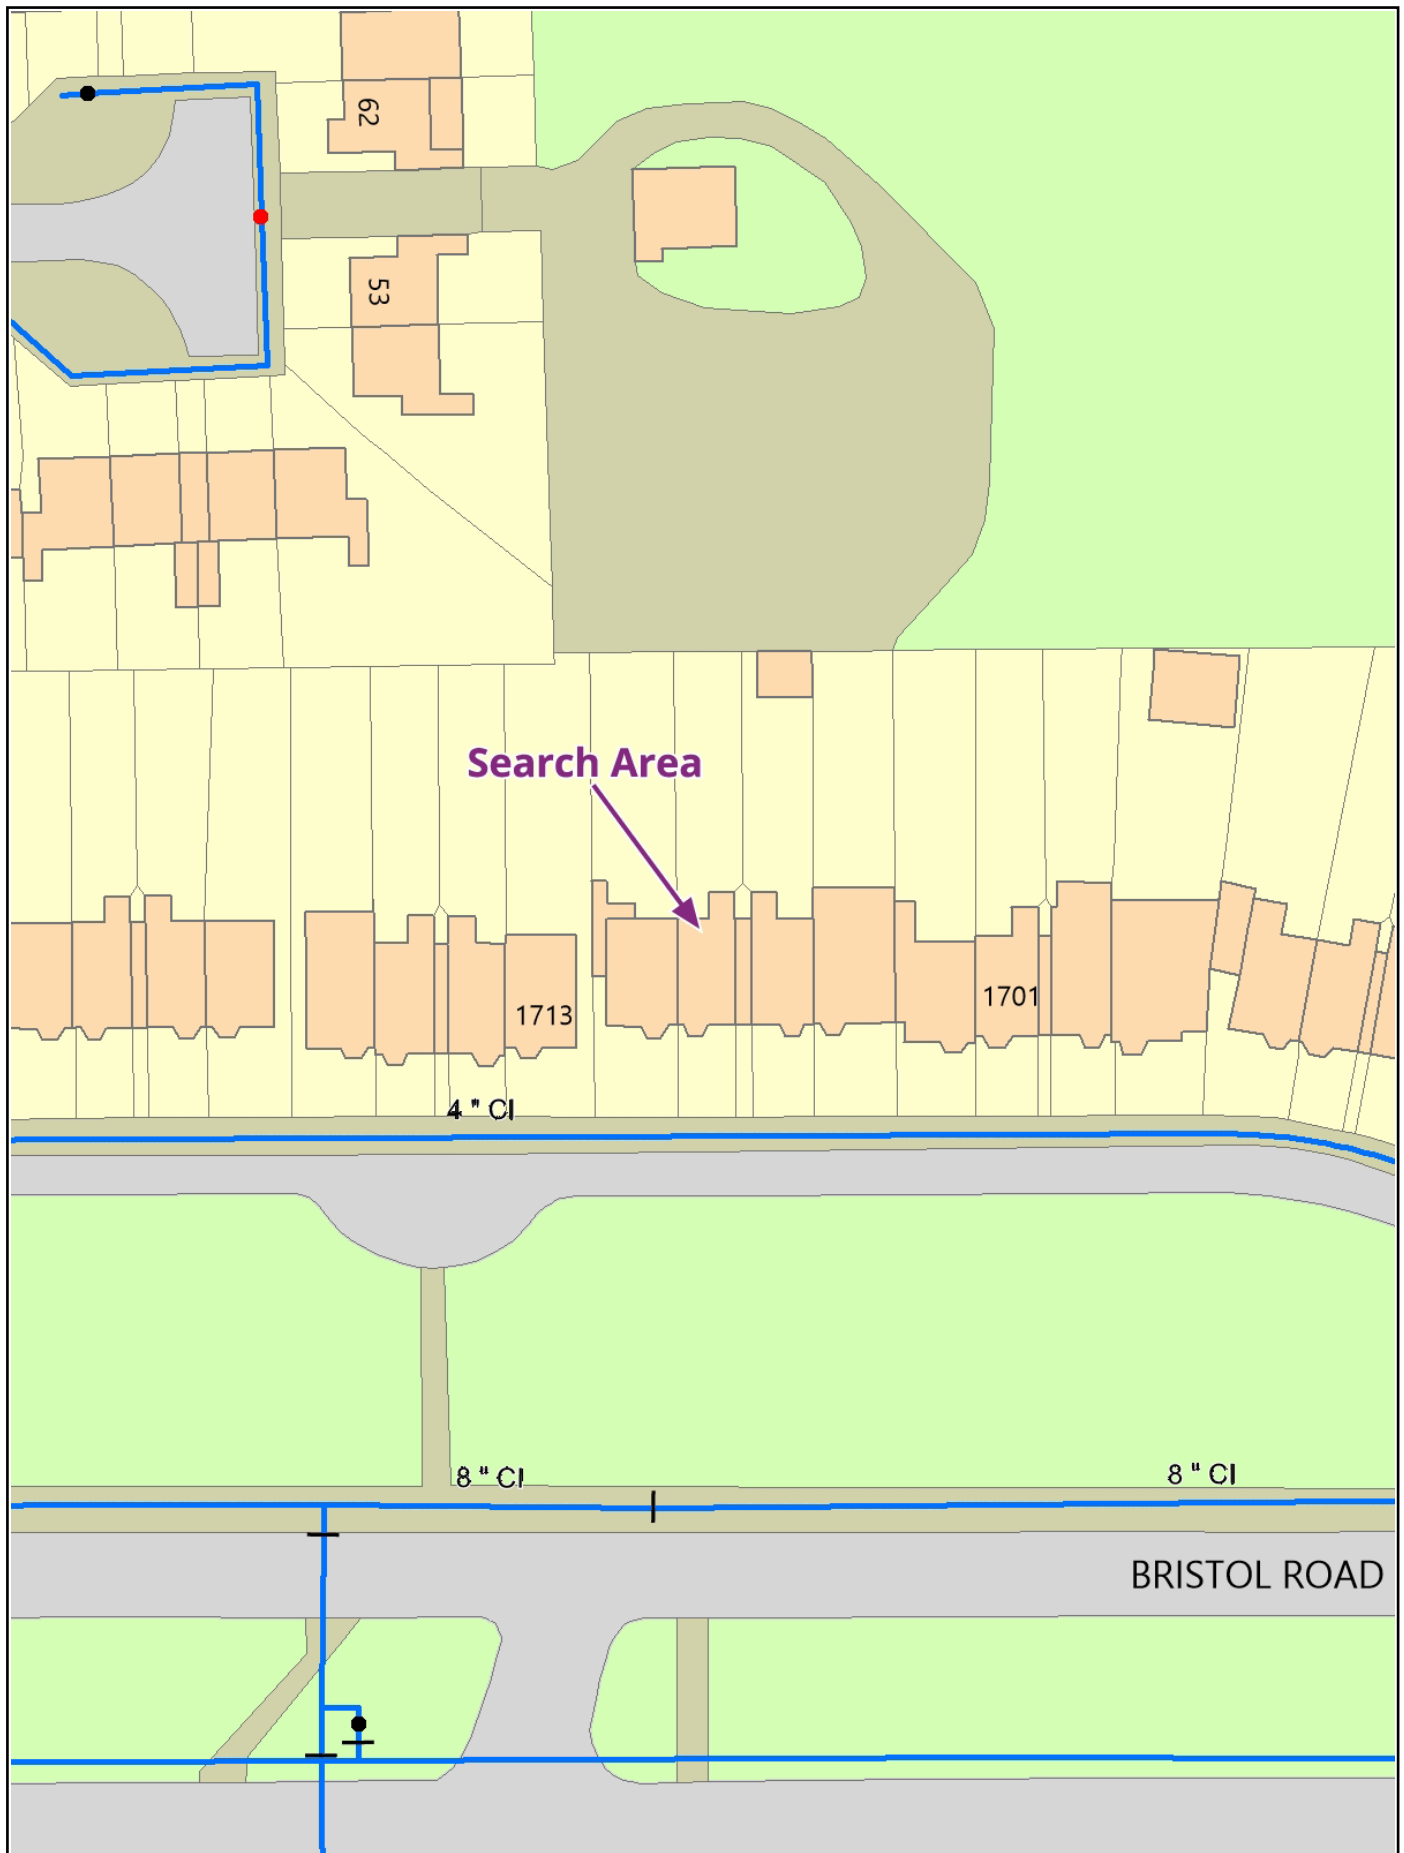 62
53
Search Area
1713
1701
4 " CI
8 " CI
8 " CI
BRISTOL ROAD